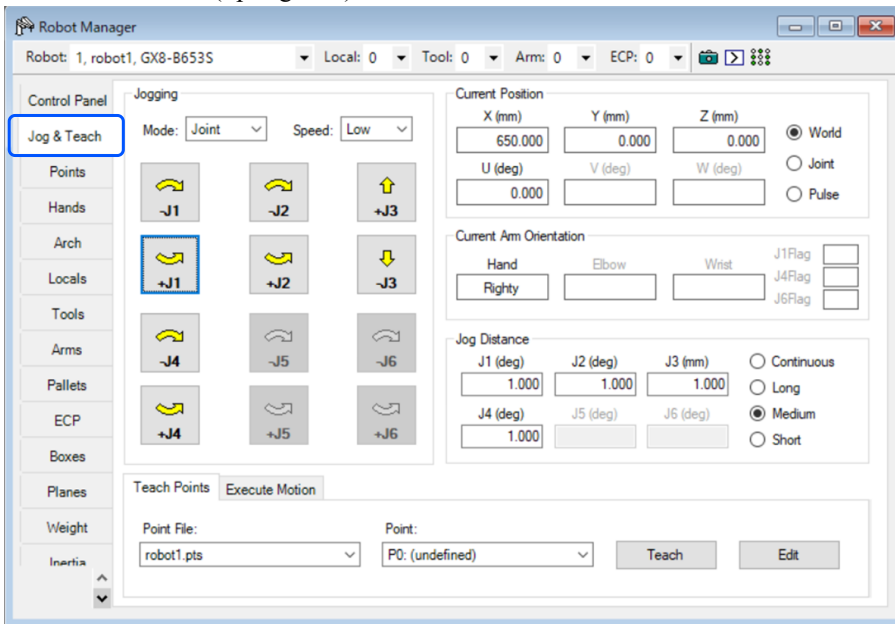 Robot Manager
Robot: 1, robot1, GX8-B653S Local: 0 Tool: 0 Arm: 0 ECP: 0
Control Panel
Jog & Teach
Points
Hands
Arch
Locals
Tools
Arms
Pallets
ECP
Boxes
Planes
Weight
Inertia
Jogging
Mode: Joint Speed: Low
-J1 -J2 +J3
+J1 +J2 -J3
-J4 -J5 -J6
+J4 +J5 +J6
Current Position
X (mm) Y (mm) Z (mm)
650.000 0.000 0.000
U (deg) V (deg) W (deg)
0.000
World
Joint
Pulse
Current Arm Orientation
Hand Elbow Wrist
Righty
J1Flag
J4Flag
J6Flag
Jog Distance
J1 (deg) J2 (deg) J3 (mm)
1.000 1.000 1.000
J4 (deg) J5 (deg) J6 (deg)
1.000
Continuous
Long
Medium
Short
Teach Points Execute Motion
Point File: Point:
robot1.pts P0: (undefined) Teach Edit